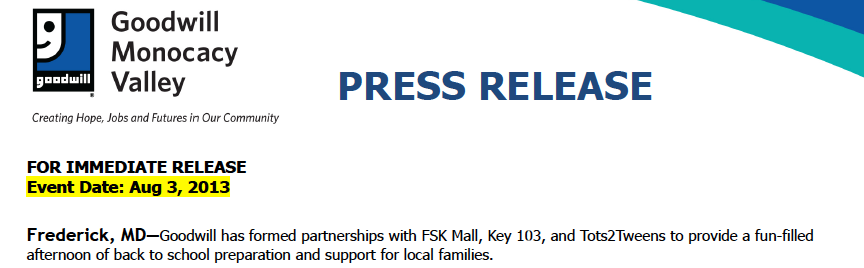 Goodwill
Monocacy
Valley
goodwill
PRESS RELEASE
Creating Hope, Jobs and Futures in Our Community
FOR IMMEDIATE RELEASE
Event Date: Aug 3, 2013
Frederick, MD—Goodwill has formed partnerships with FSK Mall, Key 103, and Tots2Tweens to provide a fun-filled
afternoon of back to school preparation and support for local families.